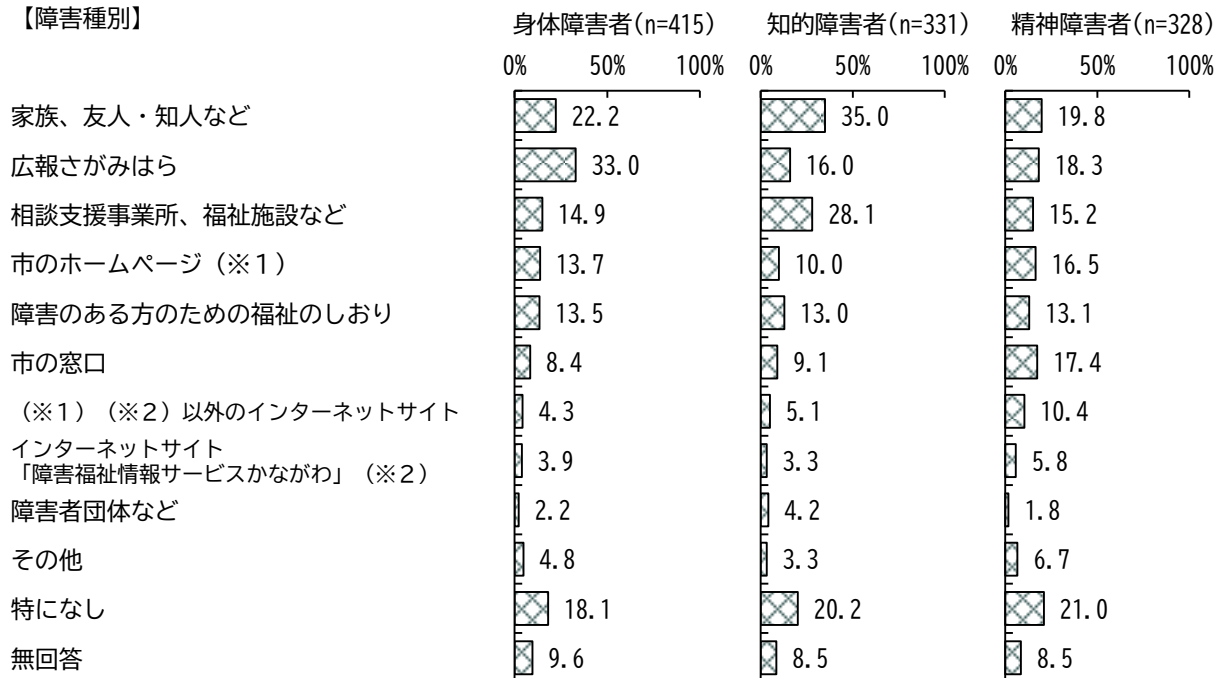 【障害種別】
身体障害者(n=415) 知的障害者(n=331) 精神障害者(n=328)
0% 50% 100% 0% 50% 100% 0% 50% 100%
家族、友人・知人など 22.2 35.0 19.8
広報さがみはら 33.0 16.0 18.3
相談支援事業所、福祉施設など 14.9 28.1 15.2
市のホームページ（※１） 13.7 10.0 16.5
障害のある方のための福祉のしおり 13.5 13.0 13.1
市の窓口 8.4 9.1 17.4
（※１）（※２）以外のインターネットサイト 4.3 5.1 10.4
インターネットサイト
「障害福祉情報サービスかながわ」（※２） 3.9 3.3 5.8
障害者団体など 2.2 4.2 1.8
その他 4.8 3.3 6.7
特になし 18.1 20.2 21.0
無回答 9.6 8.5 8.5